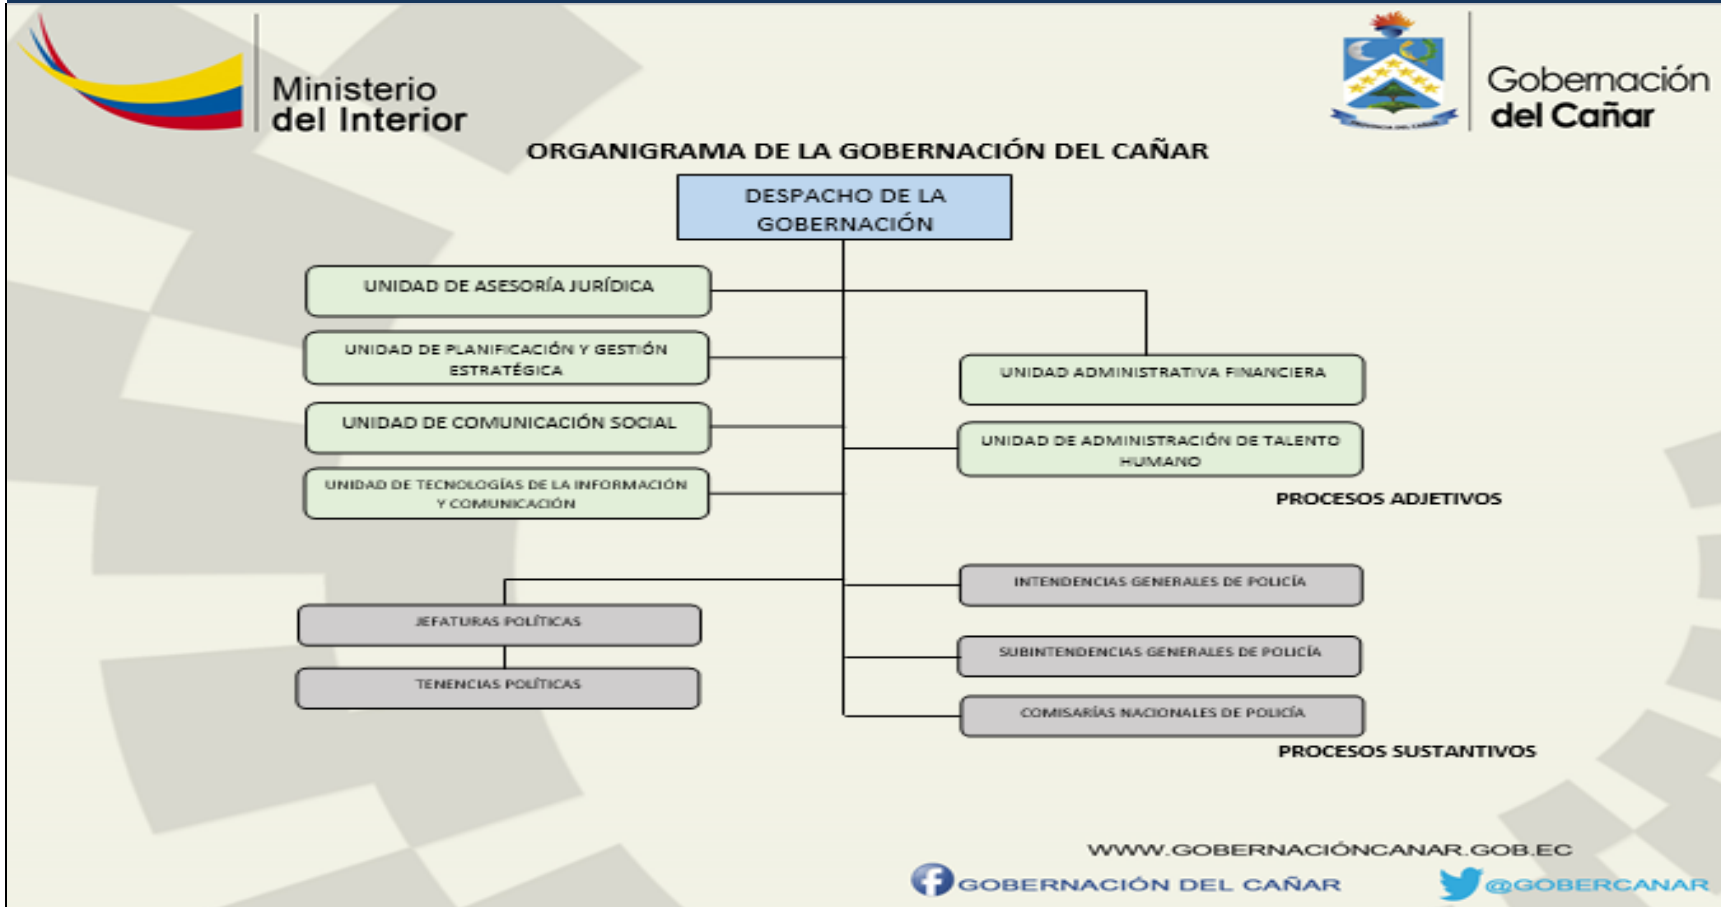 Ministerio
del Interior
Gobernación
del Cañar
PROVINCIA DEL CAÑAR
ORGANIGRAMA DE LA GOBERNACIÓN DEL CAÑAR
DESPACHO DE LA
GOBERNACIÓN
UNIDAD DE ASESORÍA JURÍDICA
UNIDAD DE PLANIFICACIÓN Y GESTIÓN
ESTRATÉGICA
UNIDAD DE COMUNICACIÓN SOCIAL
UNIDAD DE TECNOLOGÍAS DE LA INFORMACIÓN
Y COMUNICACIÓN
UNIDAD ADMINISTRATIVA FINANCIERA
UNIDAD DE ADMINISTRACIÓN DE TALENTO
HUMANO
PROCESOS ADJETIVOS
JEFATURAS POLÍTICAS
TENENCIAS POLÍTICAS
INTENDENCIAS GENERALES DE POLICÍA
SUBINTENDENCIAS GENERALES DE POLICÍA
COMISARÍAS NACIONALES DE POLICÍA
PROCESOS SUSTANTIVOS
WWW.GOBERNACIÓNCANAR.GOB.EC
GOBERNACIÓN DEL CAÑAR
@GOBERCANAR